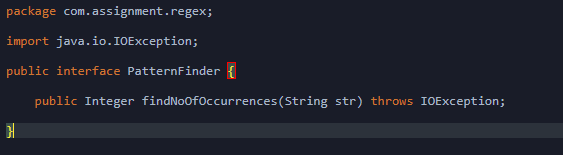 package com.assignment.regex;
import java.io.IOException;
public interface PatternFinder {
public Integer findNoOfOccurrences(String str) throws IOException;
}